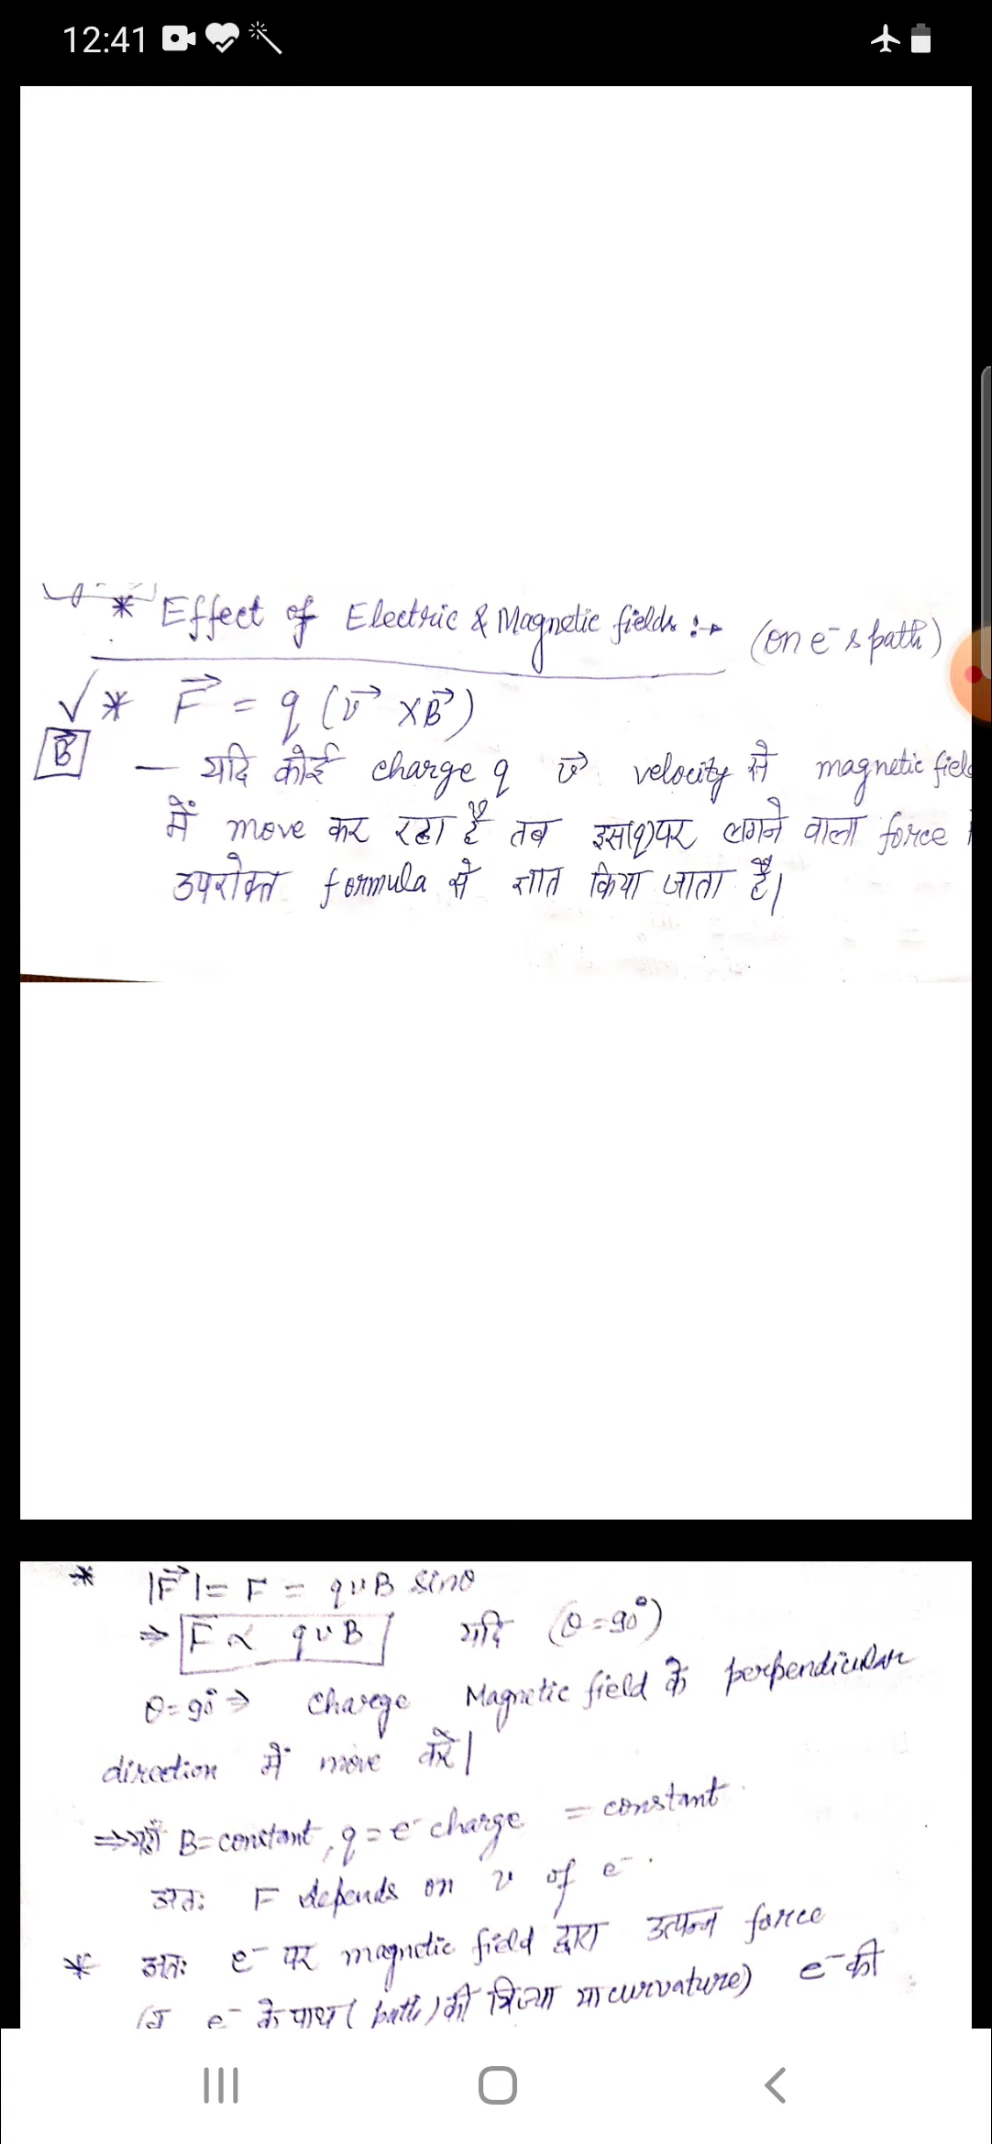 12:41
* Effect of Electric & Magnetic fields :→ (on e⁻s path)
√* F⃗ = q (v⃗ ×B⃗)
B⃗ — यदि कोई charge q v⃗ velocity से magnetic fiel
में move कर रहा है तब इस(q)पर लगने वाला force
उपरोक्त formula से ज्ञात किया जाता है|
* |F⃗|= F = qvB sinθ
⇒ F ∝ qvB यदि (θ=90°)
θ=90°⇒ charge Magnetic field के perpendicular
direction में move करे|
⇒यहाँ B=constant, q=e⁻ charge = constant
अतः F depends on v of e⁻.
* अतः e⁻ पर magnetic field द्वारा उत्पन्न force
e⁻ के पाथ( path)की त्रिज्या या curvature) e⁻की